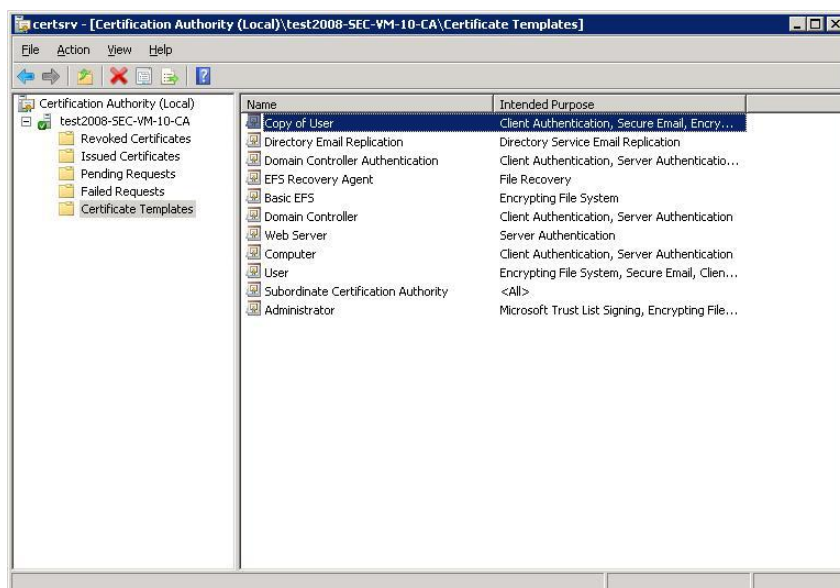 certsrv - [Certification Authority (Local)\test2008-SEC-VM-10-CA\Certificate Templates]
File Action View Help
Certification Authority (Local)
test2008-SEC-VM-10-CA
Revoked Certificates
Issued Certificates
Pending Requests
Failed Requests
Certificate Templates
Name Intended Purpose
Copy of User Client Authentication, Secure Email, Encry...
Directory Email Replication Directory Service Email Replication
Domain Controller Authentication Client Authentication, Server Authenticatio...
EFS Recovery Agent File Recovery
Basic EFS Encrypting File System
Domain Controller Client Authentication, Server Authentication
Web Server Server Authentication
Computer Client Authentication, Server Authentication
User Encrypting File System, Secure Email, Clien...
Subordinate Certification Authority <All>
Administrator Microsoft Trust List Signing, Encrypting File...